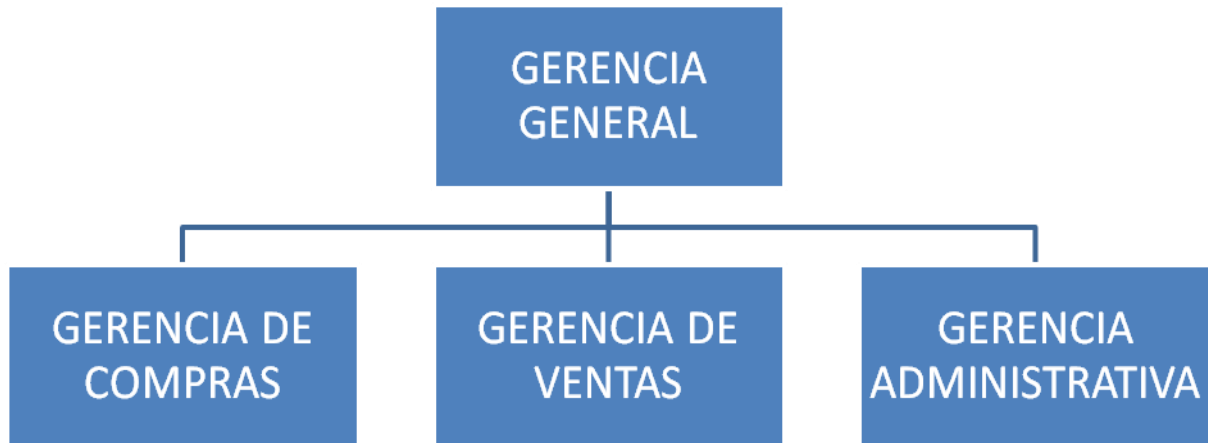 GERENCIA
GENERAL
GERENCIA DE
COMPRAS
GERENCIA DE
VENTAS
GERENCIA
ADMINISTRATIVA